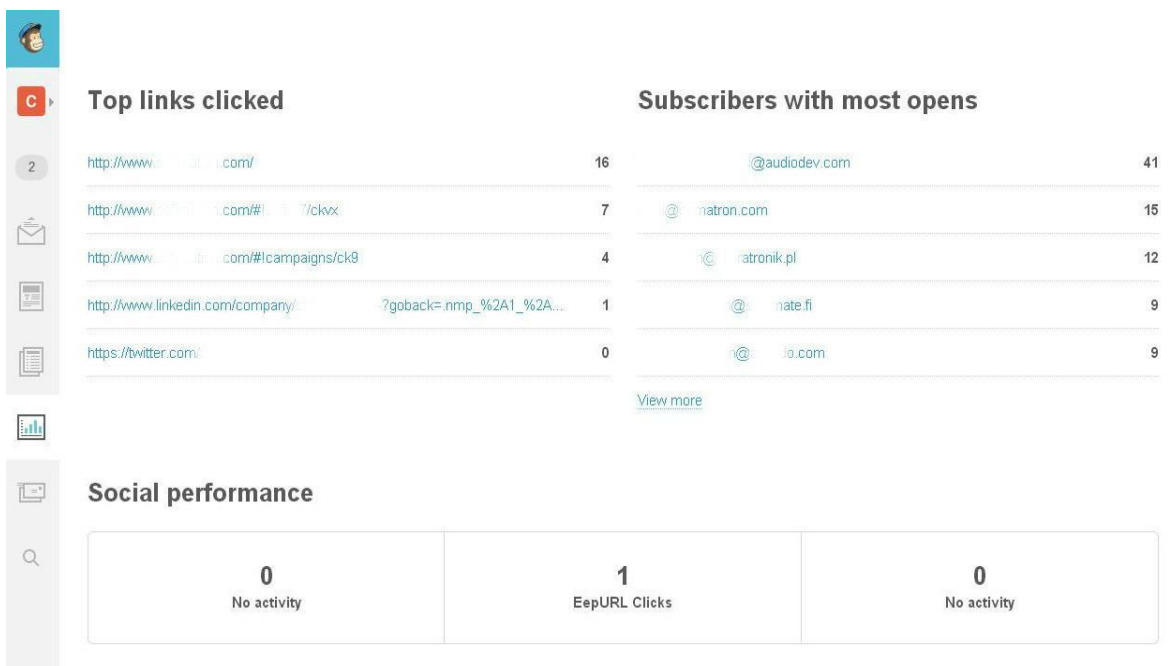 C
Top links clicked
Subscribers with most opens
2
http://www. .com/ 16
@audiodev.com 41
http://www. .com/# /ckvx 7
@ matron.com 15
http://www. .com/#!campaigns/ck9 4
@ atronik.pl 12
http://www.linkedin.com/company/ ?goback=.nmp_%2A1_%2A... 1
@ mate.fi 9
https://twitter.com/ 0
@ io.com 9
View more
Social performance
0
1
0
No activity
EepURL Clicks
No activity